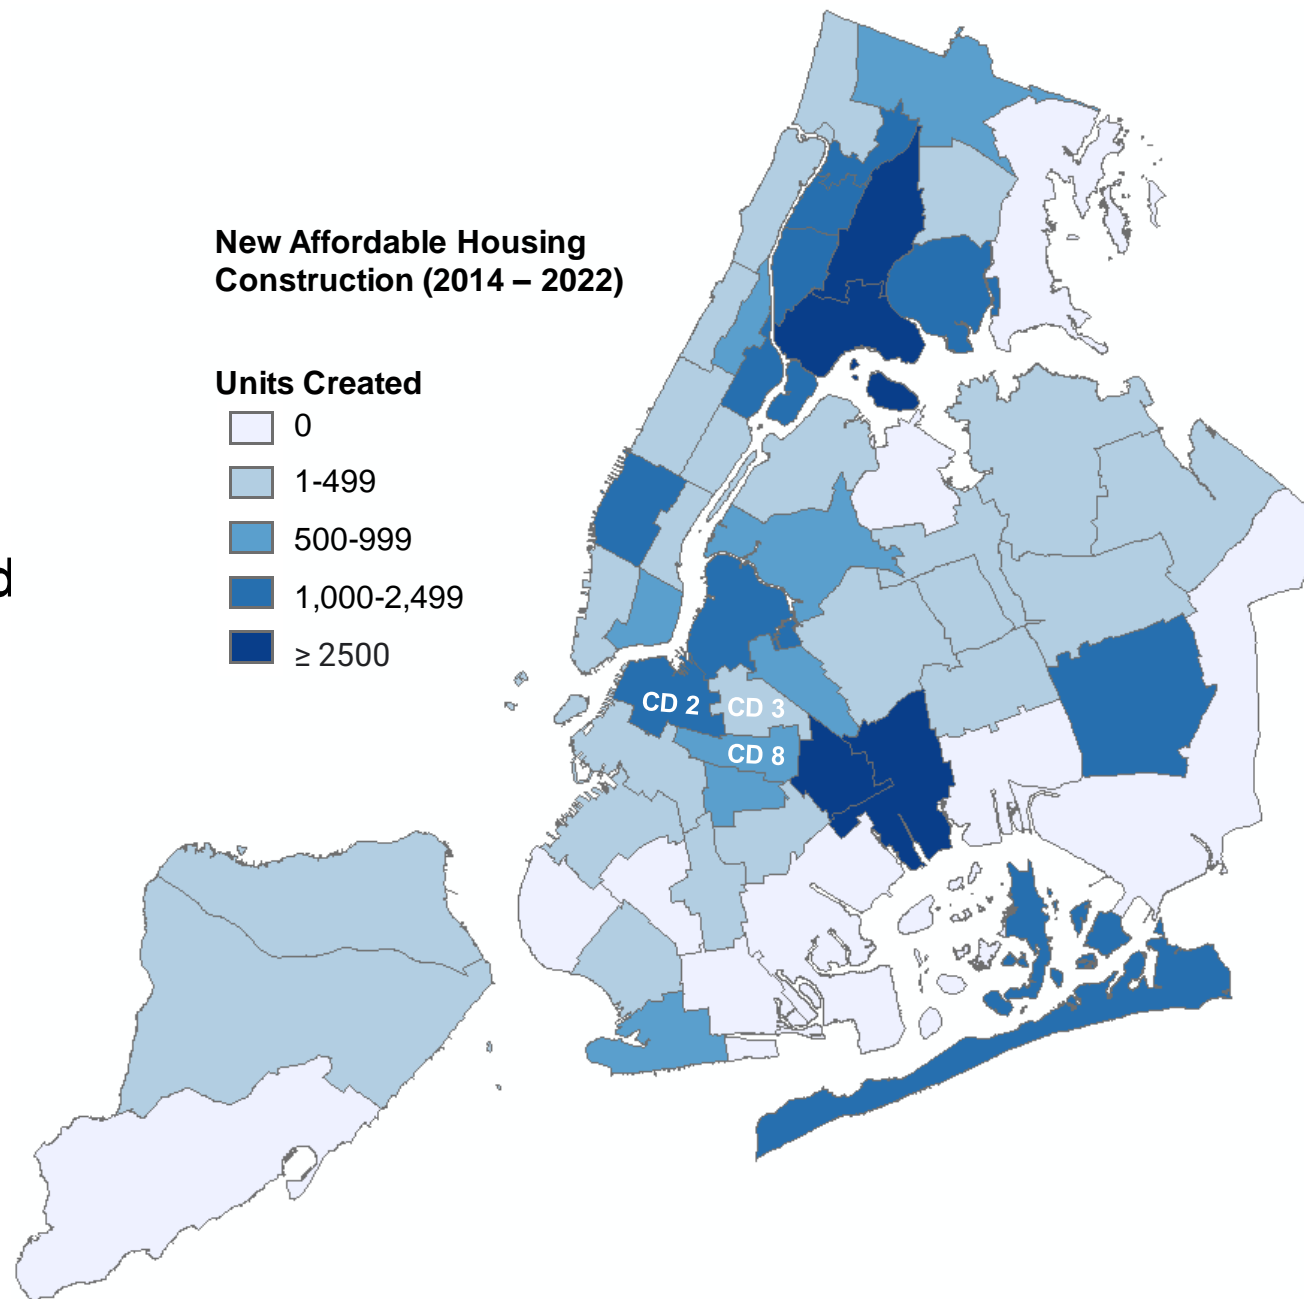 New Affordable Housing
Construction (2014 – 2022)
Units Created
0
1-499
500-999
d
1,000-2,499
≥ 2500
CD 2
CD 3
CD 8